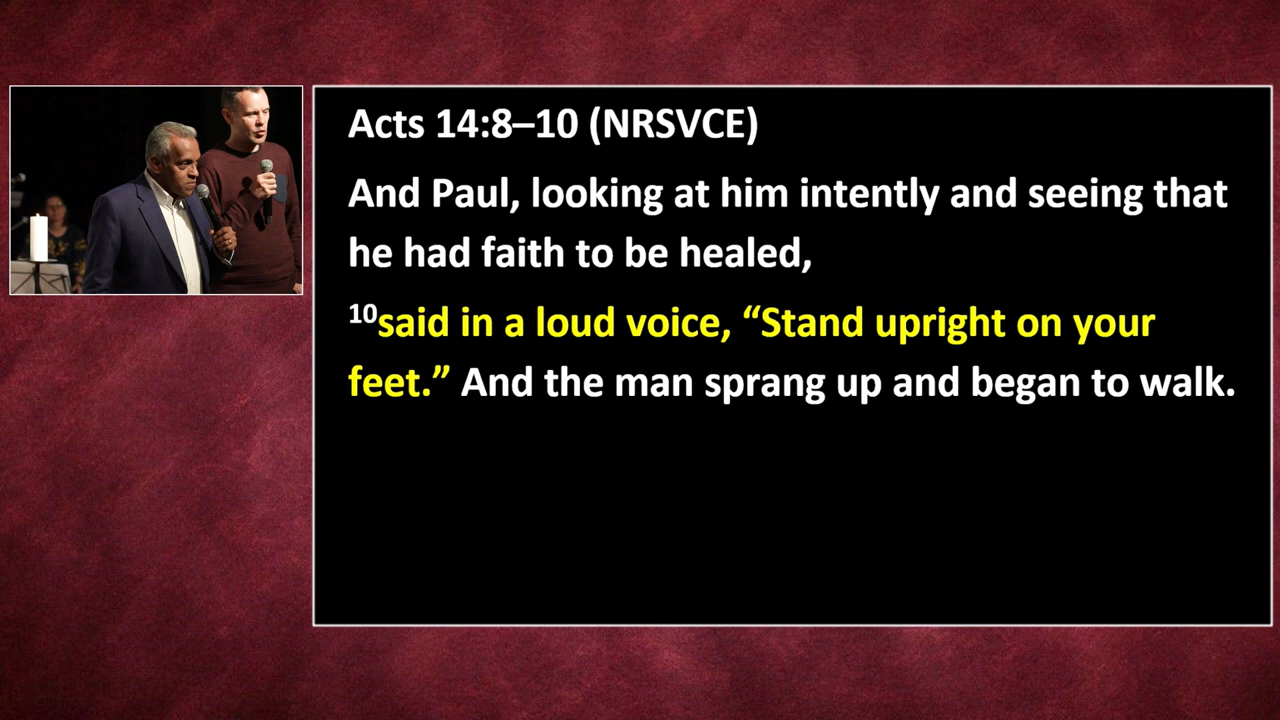 Acts 14:8–10 (NRSVCE)
And Paul, looking at him intently and seeing that
he had faith to be healed,
10said in a loud voice, “Stand upright on your
feet.” And the man sprang up and began to walk.